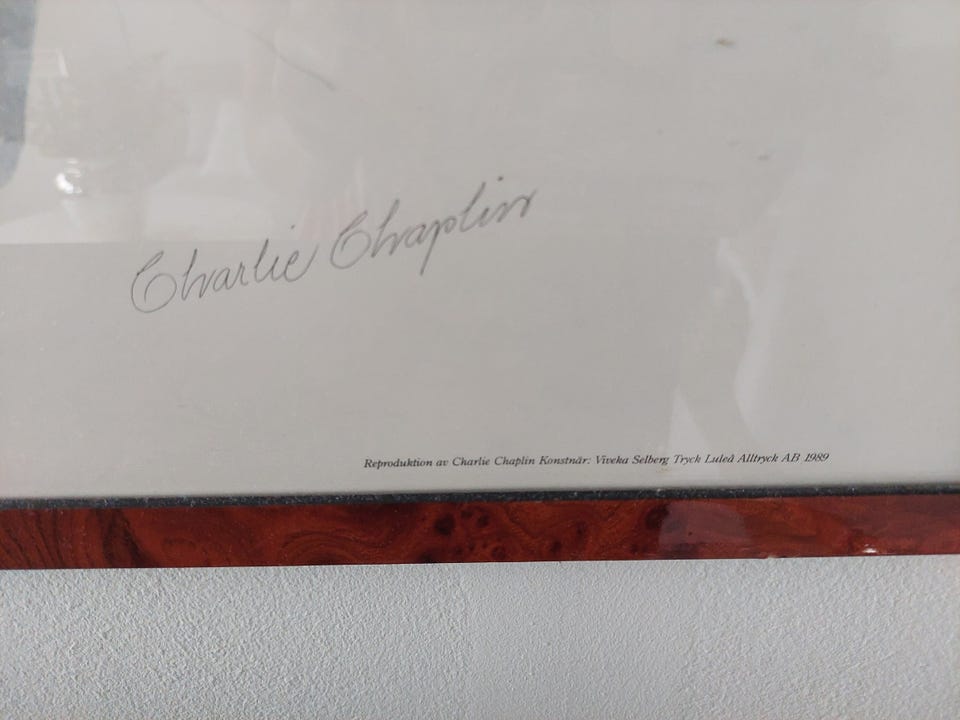 Charlie Chaplin
Reproduktion av Charlie Chaplin Konstnär: Viveka Selberg Tryck Luleå Alltryck AB 1989